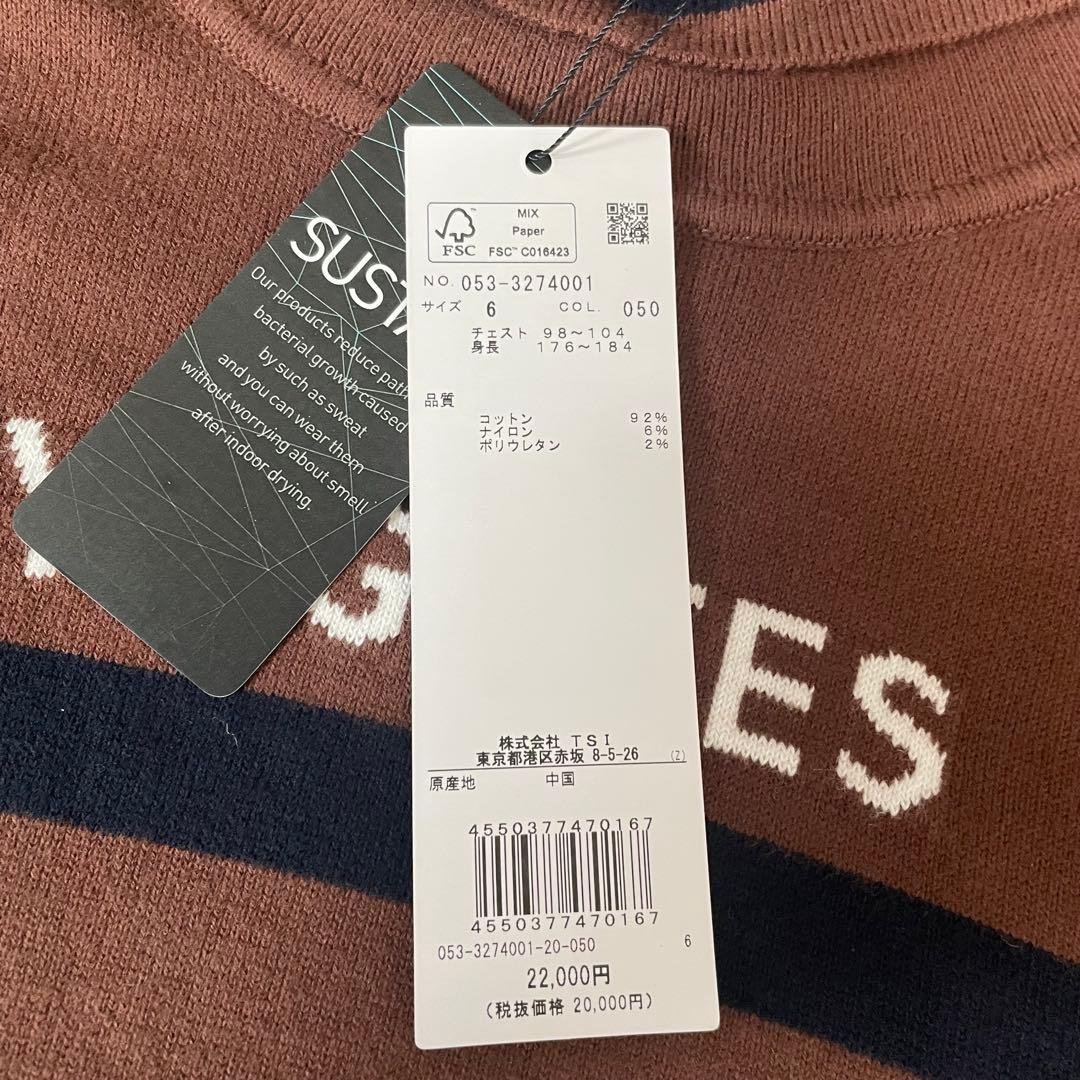 MIX
Paper
FSC™ C016423
FSC
NO. 053-3274001
サイズ 6 COL. 050
チェスト 98～104
身長 176～184
品質
コットン 92%
ナイロン 6%
ポリウレタン 2%
株式会社 TSI
東京都港区赤坂 8-5-26 (Z)
原産地 中国
4550377470167
4550377470167
053-3274001-20-050 6
22,000円
(税抜価格 20,000円)
Our products reduce
bacterial growth caused
by such as sweat
and you can wear them
without worrying about smell
after indoor drying.